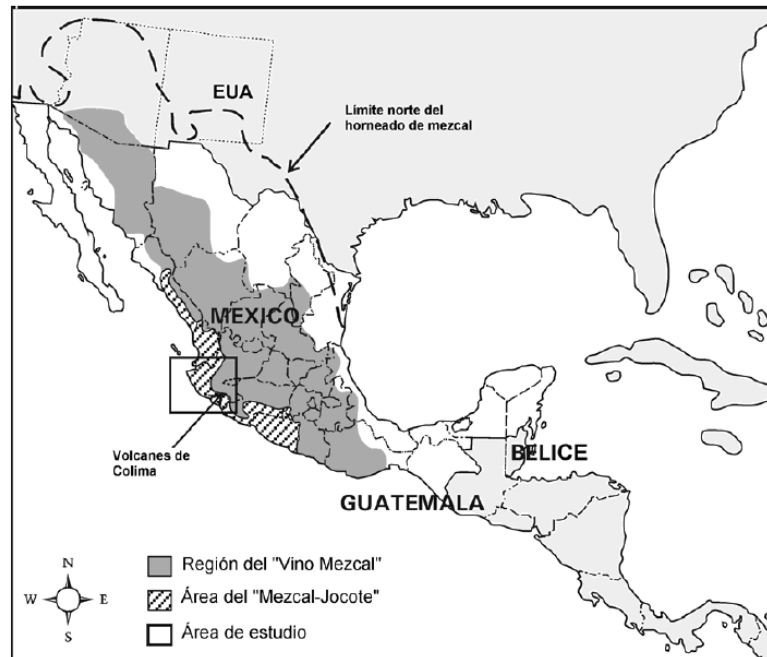 EUA
Límite norte del
horneado de mezcal
MEXICO
Volcanes de
Colima
BELICE
GUATEMALA
N
W E
S
Región del "Vino Mezcal"
Área del "Mezcal-Jocote"
Área de estudio